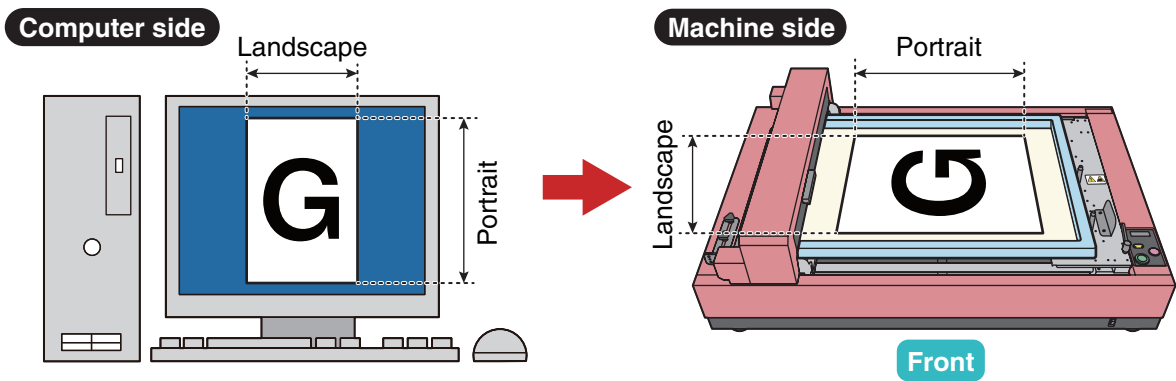 Computer side
Landscape
G
Portrait
Machine side
Portrait
Landscape
G
Front